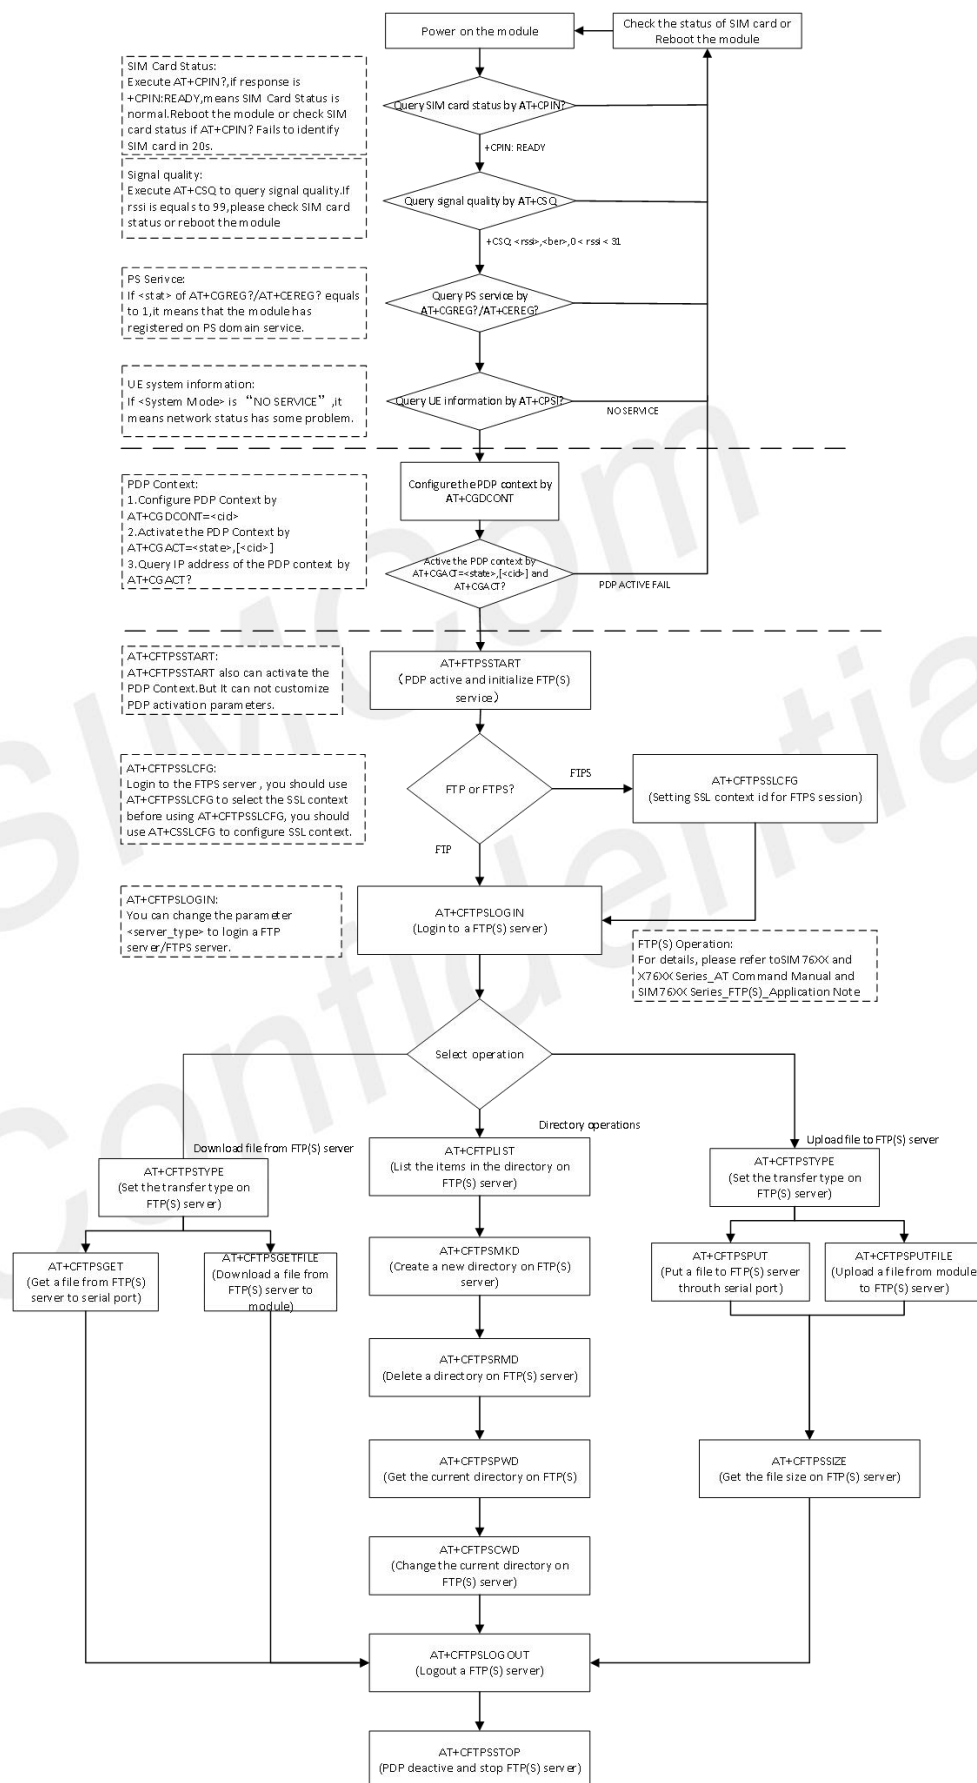 Power on the module
Check the status of SIM card or
Reboot the module
SIM Card Status:
Execute AT+CPIN?,if response is
+CPIN:READY,means SIM Card Status is
normal.Reboot the module or check SIM
card status if AT+CPIN? Fails to identify
SIM card in 20s.
Query SIM card status by AT+CPIN?
+CPIN: READY
Signal quality:
Execute AT+CSQ to query signal quality.If
rssi is equals to 99,please check SIM card
status or reboot the module
Query signal quality by AT+CSQ
+CSQ: <rssi>,<ber>,0 < rssi < 31
PS Serivce:
If <stat> of AT+CGREG?/AT+CEREG? equals
to 1,it means that the module has
registered on PS domain service.
Query PS service by
AT+CGREG?/AT+CEREG?
UE system information:
If <System Mode> is “NO SERVICE” ,it
means network status has some problem.
Query UE information by AT+CPSI?
NO SERVICE
PDP Context:
1.Configure PDP Context by
AT+CGDCONT=<cid>
2.Activate the PDP Context by
AT+CGACT=<state>,[<cid>]
3.Query IP address of the PDP context by
AT+CGACT?
Configure the PDP context by
AT+CGDCONT
Active the PDP context by
AT+CGACT=<state>,[<cid>] and
AT+CGACT?
PDP ACTIVE FAIL
AT+CFTPSSTART:
AT+CFTPSSTART also can activate the
PDP Context.But It can not customize
PDP activation parameters.
AT+FTPSSTART
（PDP active and initialize FTP(S)
service）
AT+CFTPSSLCFG:
Login to the FTPS server , you should use
AT+CFTPSSLCFG to select the SSL context
before using AT+CFTPSSLCFG, you should
use AT+CSSLCFG to configure SSL context.
FTP or FTPS?
FTPS
AT+CFTPSSLCFG
(Setting SSL context id for FTPS session)
FTP
AT+CFTPSLOGIN:
You can change the parameter
<server_type> to login a FTP
server/FTPS server.
AT+CFTPSLOGIN
(Login to a FTP(S) server)
FTP(S) Operation:
For details, please refer toSIM76XX and
X76XX Series_AT Command Manual and
SIM76XX Series_FTP(S)_Application Note
Select operation
Download file from FTP(S) server
Directory operations
Upload file to FTP(S) server
AT+CFTPSTYPE
(Set the transfer type on
FTP(S) server)
AT+CFTPLIST
(List the items in the directory on
FTP(S) server)
AT+CFTPSTYPE
(Set the transfer type on
FTP(S) server)
AT+CFTPSGET
(Get a file from FTP(S)
server to serial port)
AT+CFTPSGETFILE
(Download a file from
FTP(S) server to
module)
AT+CFTPSMKD
(Create a new directory on FTP(S)
server)
AT+CFTPSPUT
(Put a file to FTP(S) server
throuth serial port)
AT+CFTPSPUTFILE
(Upload a file from module
to FTP(S) server)
AT+CFTPSRMD
(Delete a directory on FTP(S) server)
AT+CFTPSPWD
(Get the current directory on FTP(S)
AT+CFTPSSIZE
(Get the file size on FTP(S) server)
AT+CFTPSCWD
(Change the current directory on
FTP(S) server)
AT+CFTPSLOGOUT
(Logout a FTP(S) server)
AT+CFTPSSTOP
(PDP deactive and stop FTP(S) server)
SIMCom
Confidential